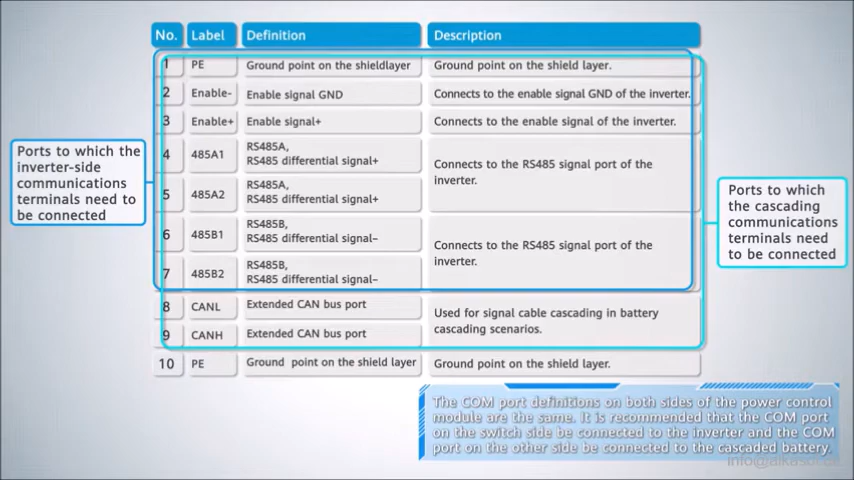 No. Label Definition Description
1 PE Ground point on the shieldlayer Ground point on the shield layer.
2 Enable- Enable signal GND Connects to the enable signal GND of the inverter.
3 Enable+ Enable signal+ Connects to the enable signal of the inverter.
4 485A1 RS485A,
RS485 differential signal+
Connects to the RS485 signal port of the
inverter.
5 485A2 RS485A,
RS485 differential signal+
6 485B1 RS485B,
RS485 differential signal–
Connects to the RS485 signal port of the
inverter.
7 485B2 RS485B,
RS485 differential signal–
8 CANL Extended CAN bus port
Used for signal cable cascading in battery
cascading scenarios.
9 CANH Extended CAN bus port
10 PE Ground point on the shield layer Ground point on the shield layer.
Ports to which the
inverter-side
communications
terminals need to
be connected
Ports to which
the cascading
communications
terminals need
to be connected
The COM port definitions on both sides of the power control
module are the same. It is recommended that the COM port
on the switch side be connected to the inverter and the COM
port on the other side be connected to the cascaded battery.